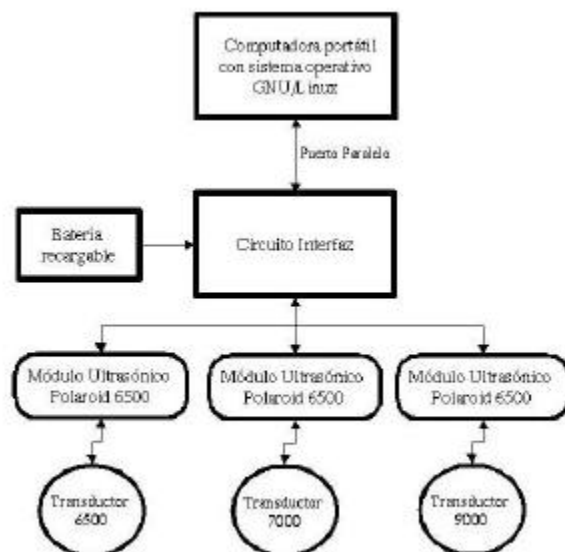 Computadora portátil
con sistema operativo
GNU/Linux
Puerto Paralelo
Batería
recargable
Circuito Interfaz
Módulo Ultrasónico
Polaroid 6500
Módulo Ultrasónico
Polaroid 6500
Módulo Ultrasónico
Polaroid 6500
Transductor
6500
Transductor
7000
Transductor
9000